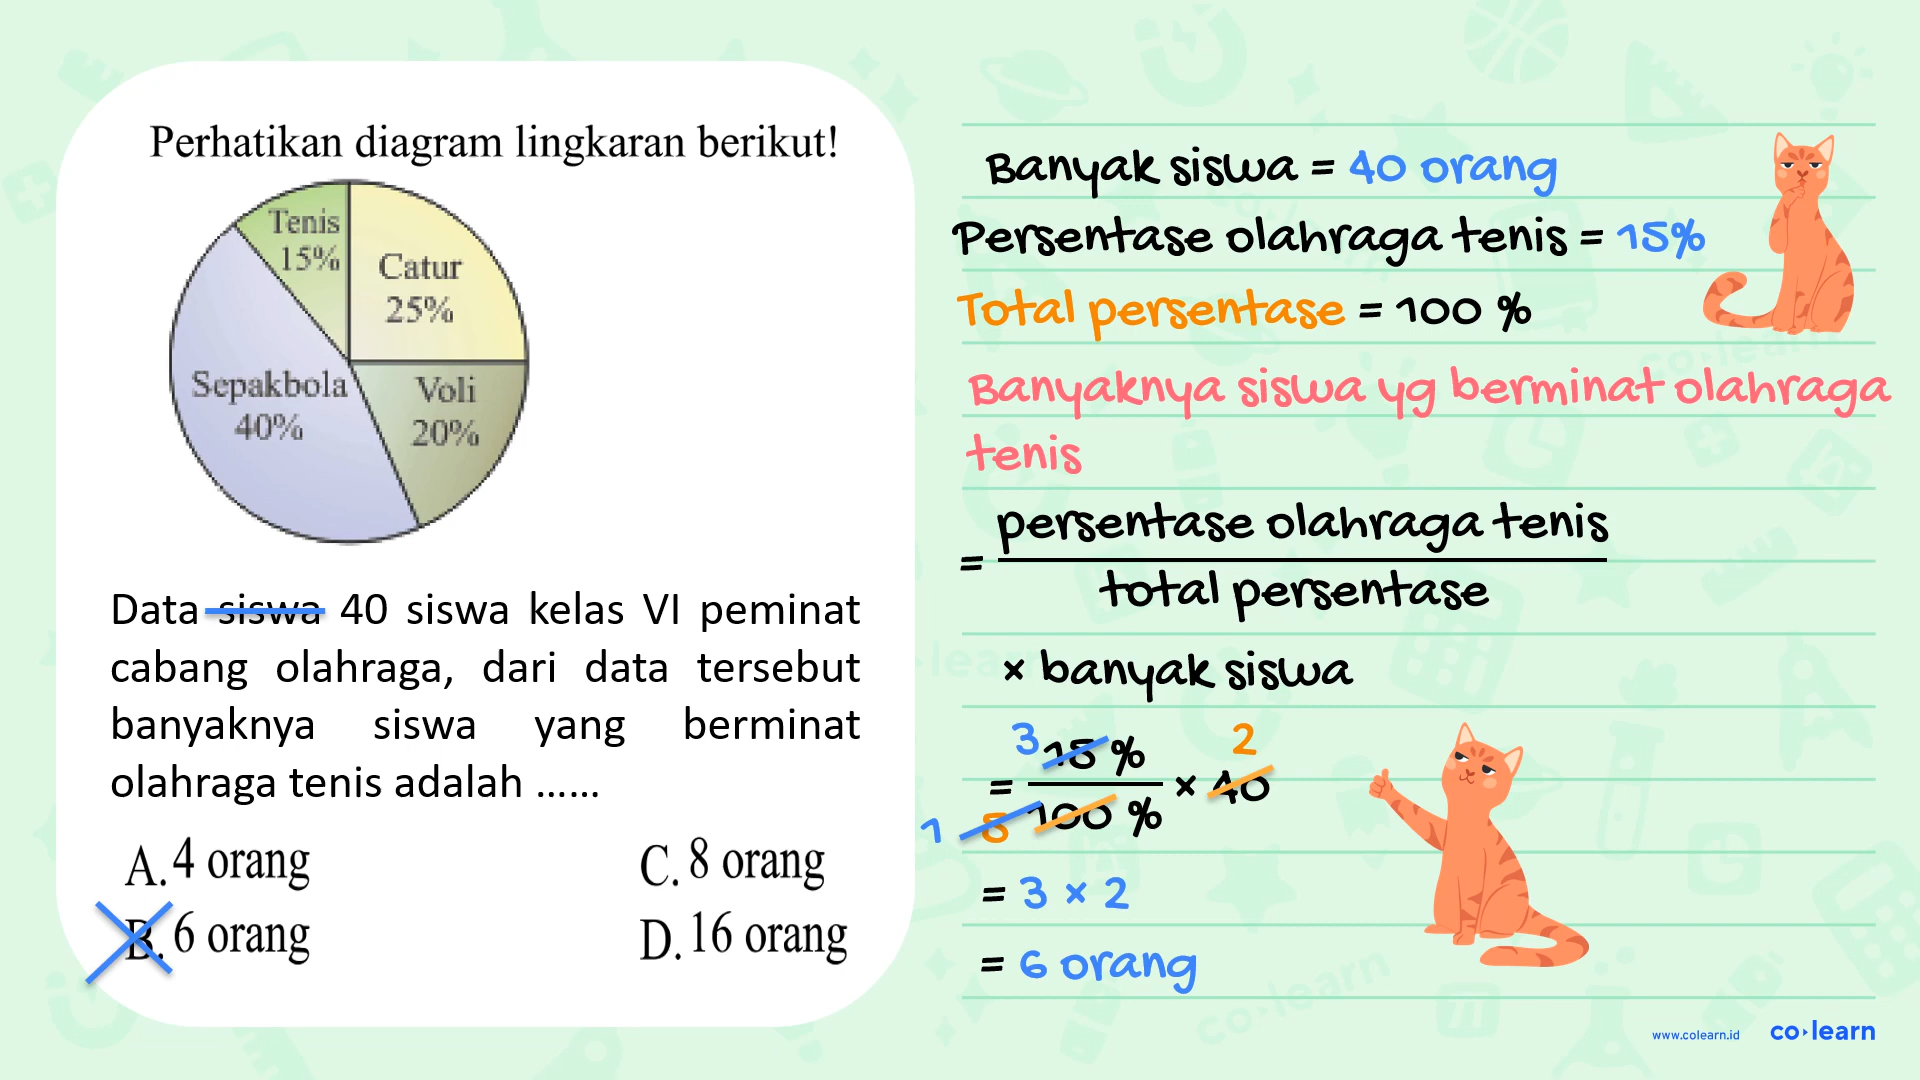 Perhatikan diagram lingkaran berikut!
Tenis
15%
Catur
25%
Sepakbola
40%
Voli
20%
Data siswa 40 siswa kelas VI peminat
cabang olahraga, dari data tersebut
banyaknya siswa yang berminat
olahraga tenis adalah ......
A. 4 orang
C. 8 orang
B. 6 orang
D. 16 orang
Banyak siswa = 40 orang
Persentase olahraga tenis = 15%
Total persentase = 100 %
Banyaknya siswa yg berminat olahraga
tenis
= persentase olahraga tenis
total persentase
× banyak siswa
3 2
= 15 % × 40
1 5 100 %
= 3 × 2
= 6 orang
www.colearn.id co·learn